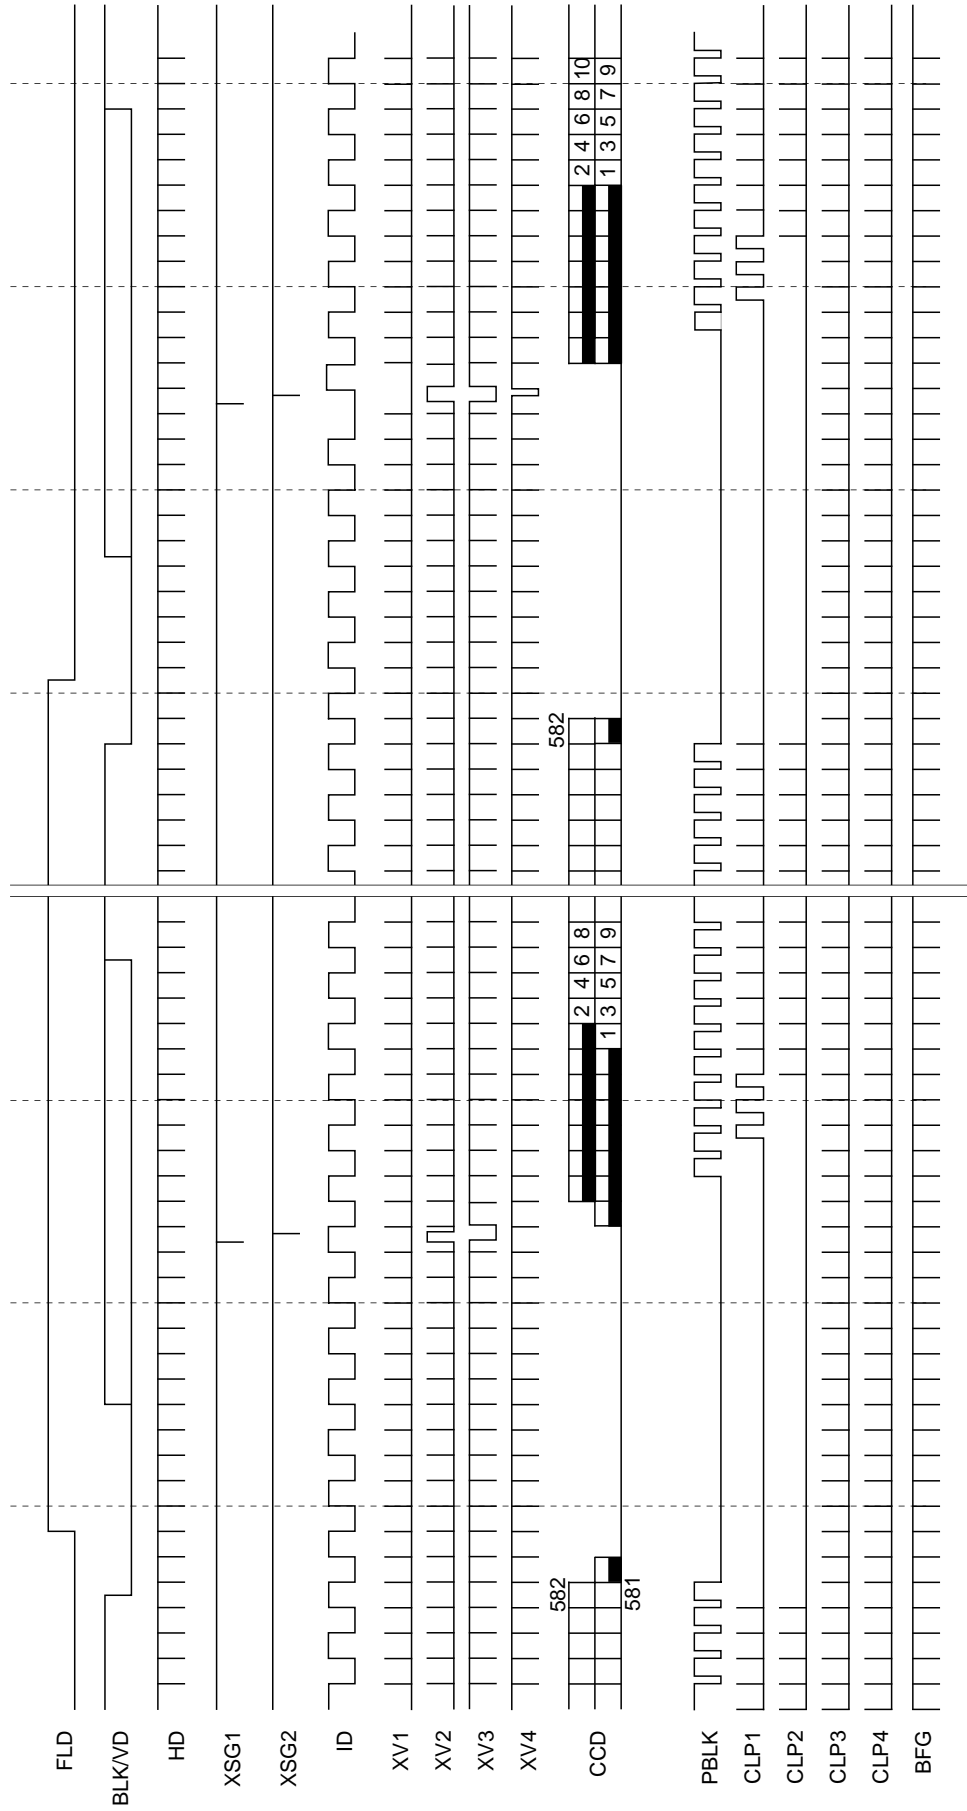 FLD
BLK/VD
HD
XSG1
XSG2
ID
XV1
XV2
XV3
XV4
CCD
PBLK
CLP1
CLP2
CLP3
CLP4
BFG
582
581
2 4 6 8
1 3 5 7 9
582
2 4 6 8 10
1 3 5 7 9